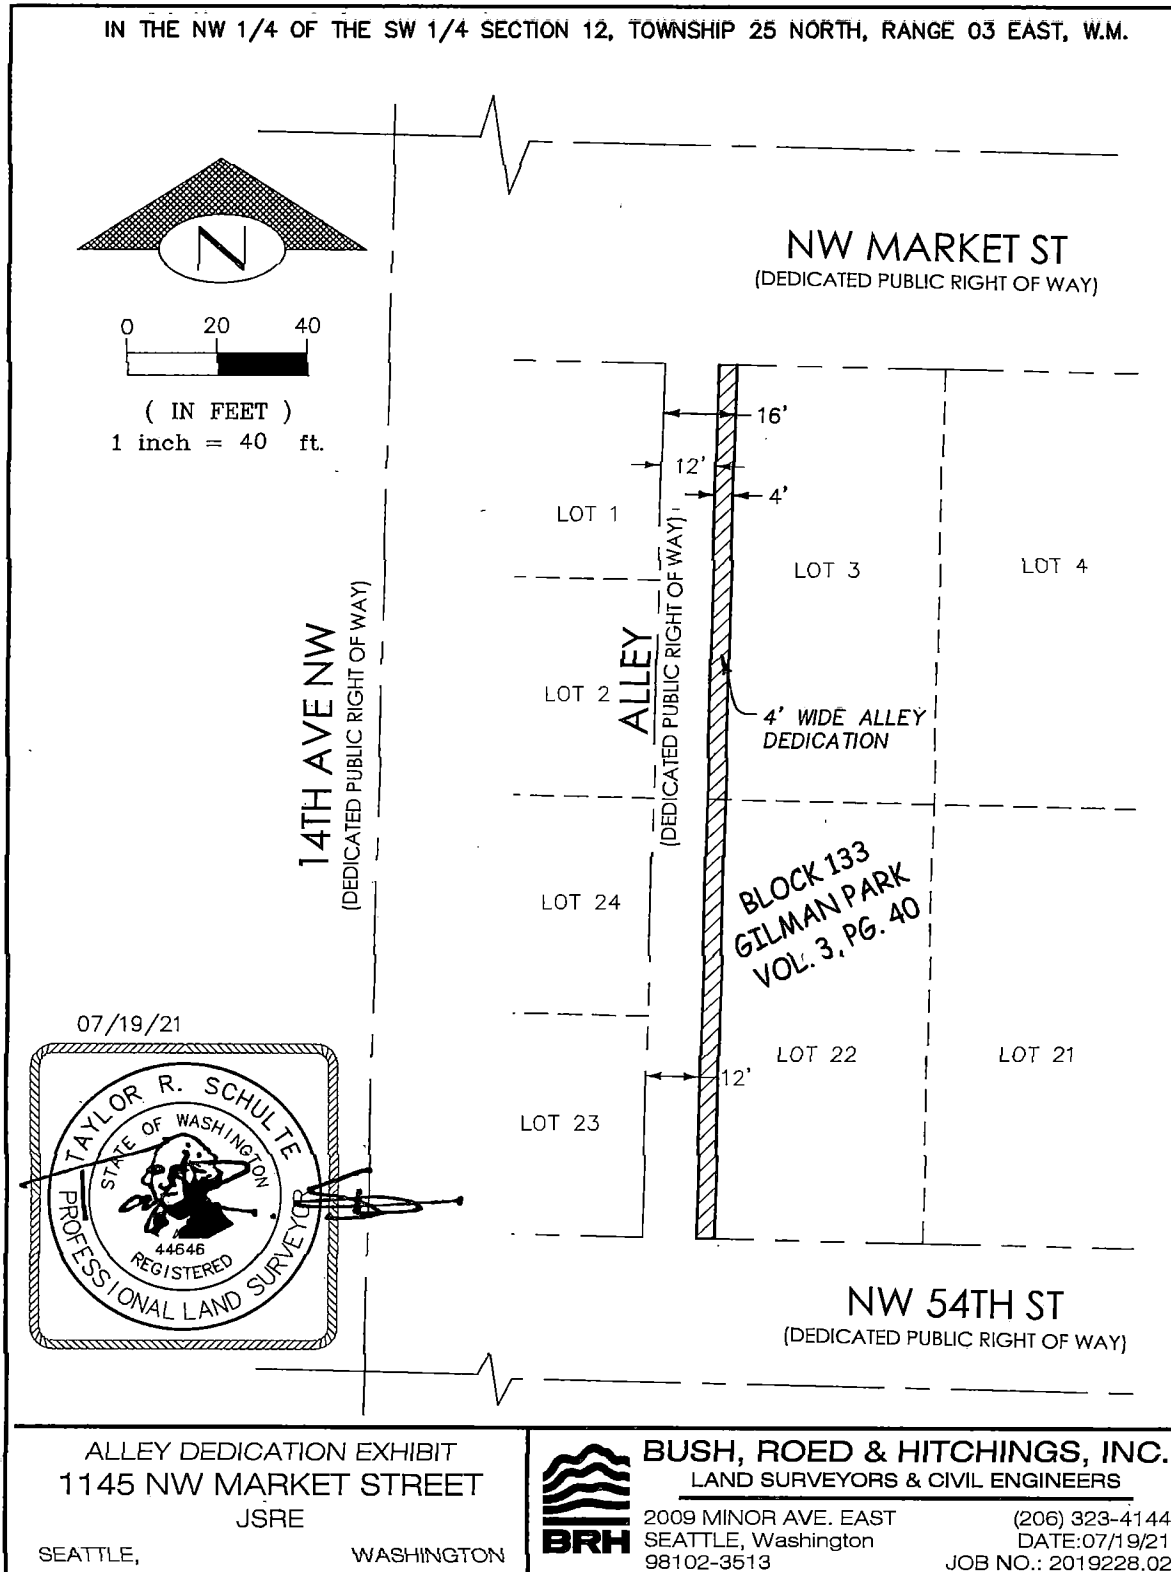 IN THE NW 1/4 OF THE SW 1/4 SECTION 12, TOWNSHIP 25 NORTH, RANGE 03 EAST, W.M.
N
NW MARKET ST
(DEDICATED PUBLIC RIGHT OF WAY)
0 20 40
( IN FEET )
1 inch = 40 ft.
16'
12'
4'
LOT 1
LOT 3
LOT 4
14TH AVE NW
(DEDICATED PUBLIC RIGHT OF WAY)
ALLEY
(DEDICATED PUBLIC RIGHT OF WAY)
LOT 2
4' WIDE ALLEY
DEDICATION
BLOCK 133
GILMAN PARK
VOL. 3, PG. 40
LOT 24
07/19/21
LOT 22
LOT 21
12'
LOT 23
TAYLOR R. SCHULTE
STATE OF WASHINGTON
44646
REGISTERED
PROFESSIONAL LAND SURVEYOR
NW 54TH ST
(DEDICATED PUBLIC RIGHT OF WAY)
ALLEY DEDICATION EXHIBIT
1145 NW MARKET STREET
JSRE
SEATTLE, WASHINGTON
BRH
BUSH, ROED & HITCHINGS, INC.
LAND SURVEYORS & CIVIL ENGINEERS
2009 MINOR AVE. EAST (206) 323-4144
SEATTLE, Washington DATE:07/19/21
98102-3513 JOB NO.: 2019228.02